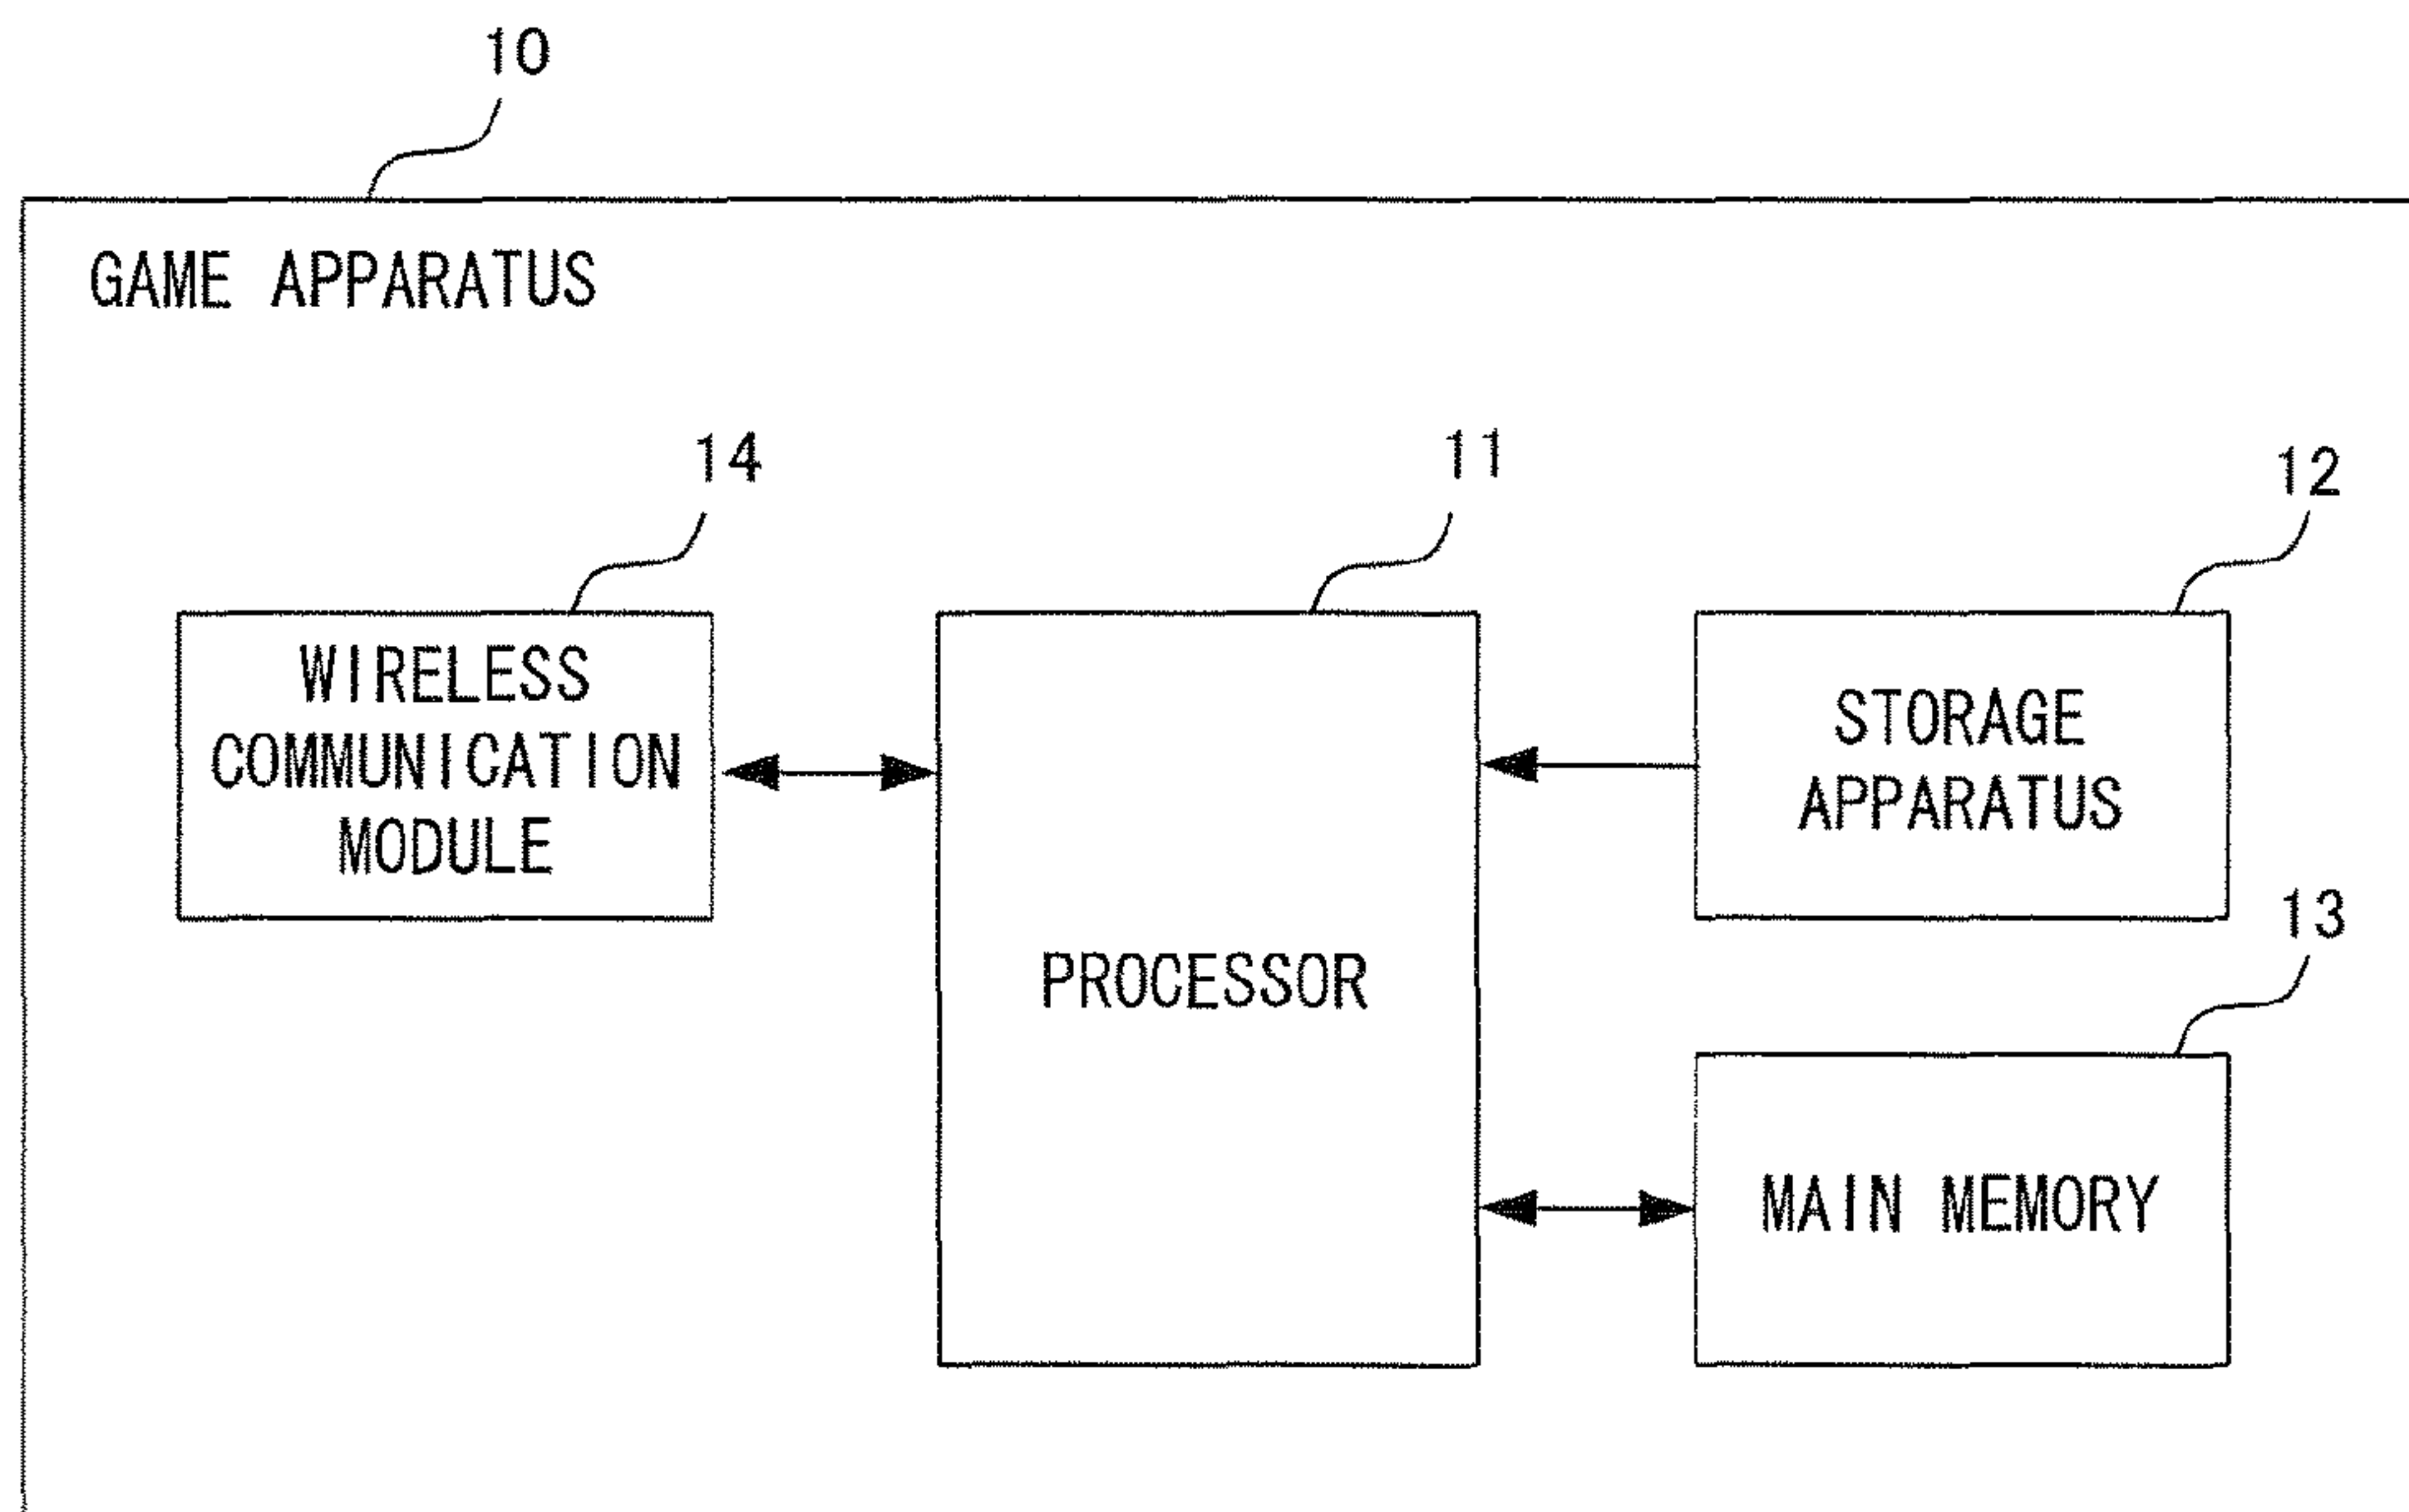 10
GAME APPARATUS
14
11
12
WIRELESS
COMMUNICATION
MODULE
STORAGE
APPARATUS
13
PROCESSOR
MAIN MEMORY